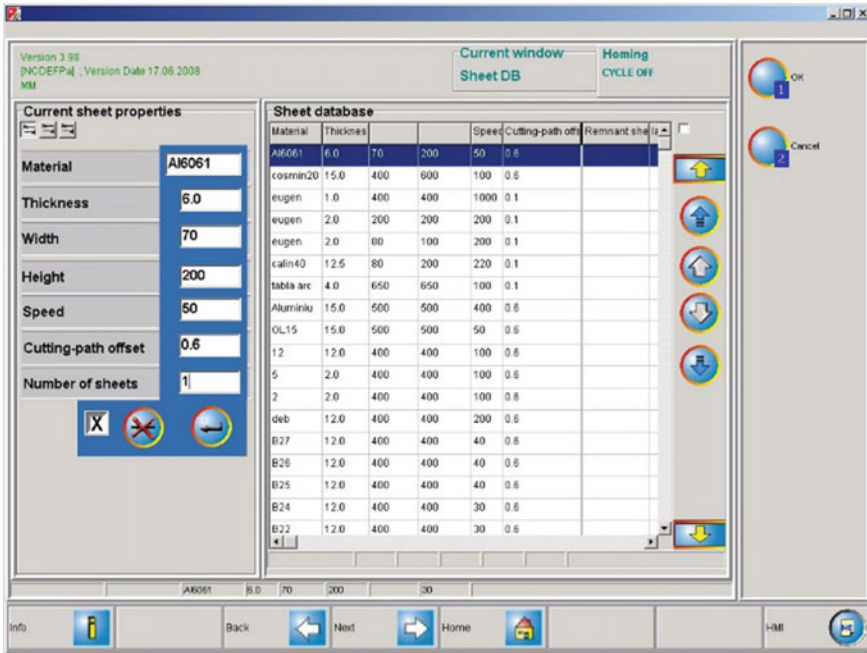 Version 3.98
[NCDEFPa] ; Version Date 17.06.2008
MM
Current window
Sheet DB
Homing
CYCLE OFF
OK
1
Cancel
2
Current sheet properties
Material Al6061
Thickness 6.0
Width 70
Height 200
Speed 50
Cutting-path offset 0.6
Number of sheets 1
X
Sheet database
Material Thicknes Speed Cutting-path offs Remnant she la
Al6061 6.0 70 200 50 0.6
cosmin20 15.0 400 600 100 0.6
eugen 1.0 400 400 1000 0.1
eugen 2.0 200 200 200 0.1
eugen 2.0 80 100 200 0.1
calin40 12.5 80 200 220 0.1
tabla arc 4.0 650 650 100 0.1
Aluminiu 15.0 500 500 400 0.6
OL15 15.0 500 500 50 0.6
12 12.0 400 400 100 0.6
5 2.0 400 400 100 0.6
2 2.0 400 400 100 0.6
deb 12.0 400 400 200 0.6
B27 12.0 400 400 40 0.6
B26 12.0 400 400 40 0.6
B25 12.0 400 400 40 0.6
B24 12.0 400 400 30 0.6
B22 12.0 400 400 30 0.6
Al6061 6.0 70 200 30
Info i Back Next Home HMI